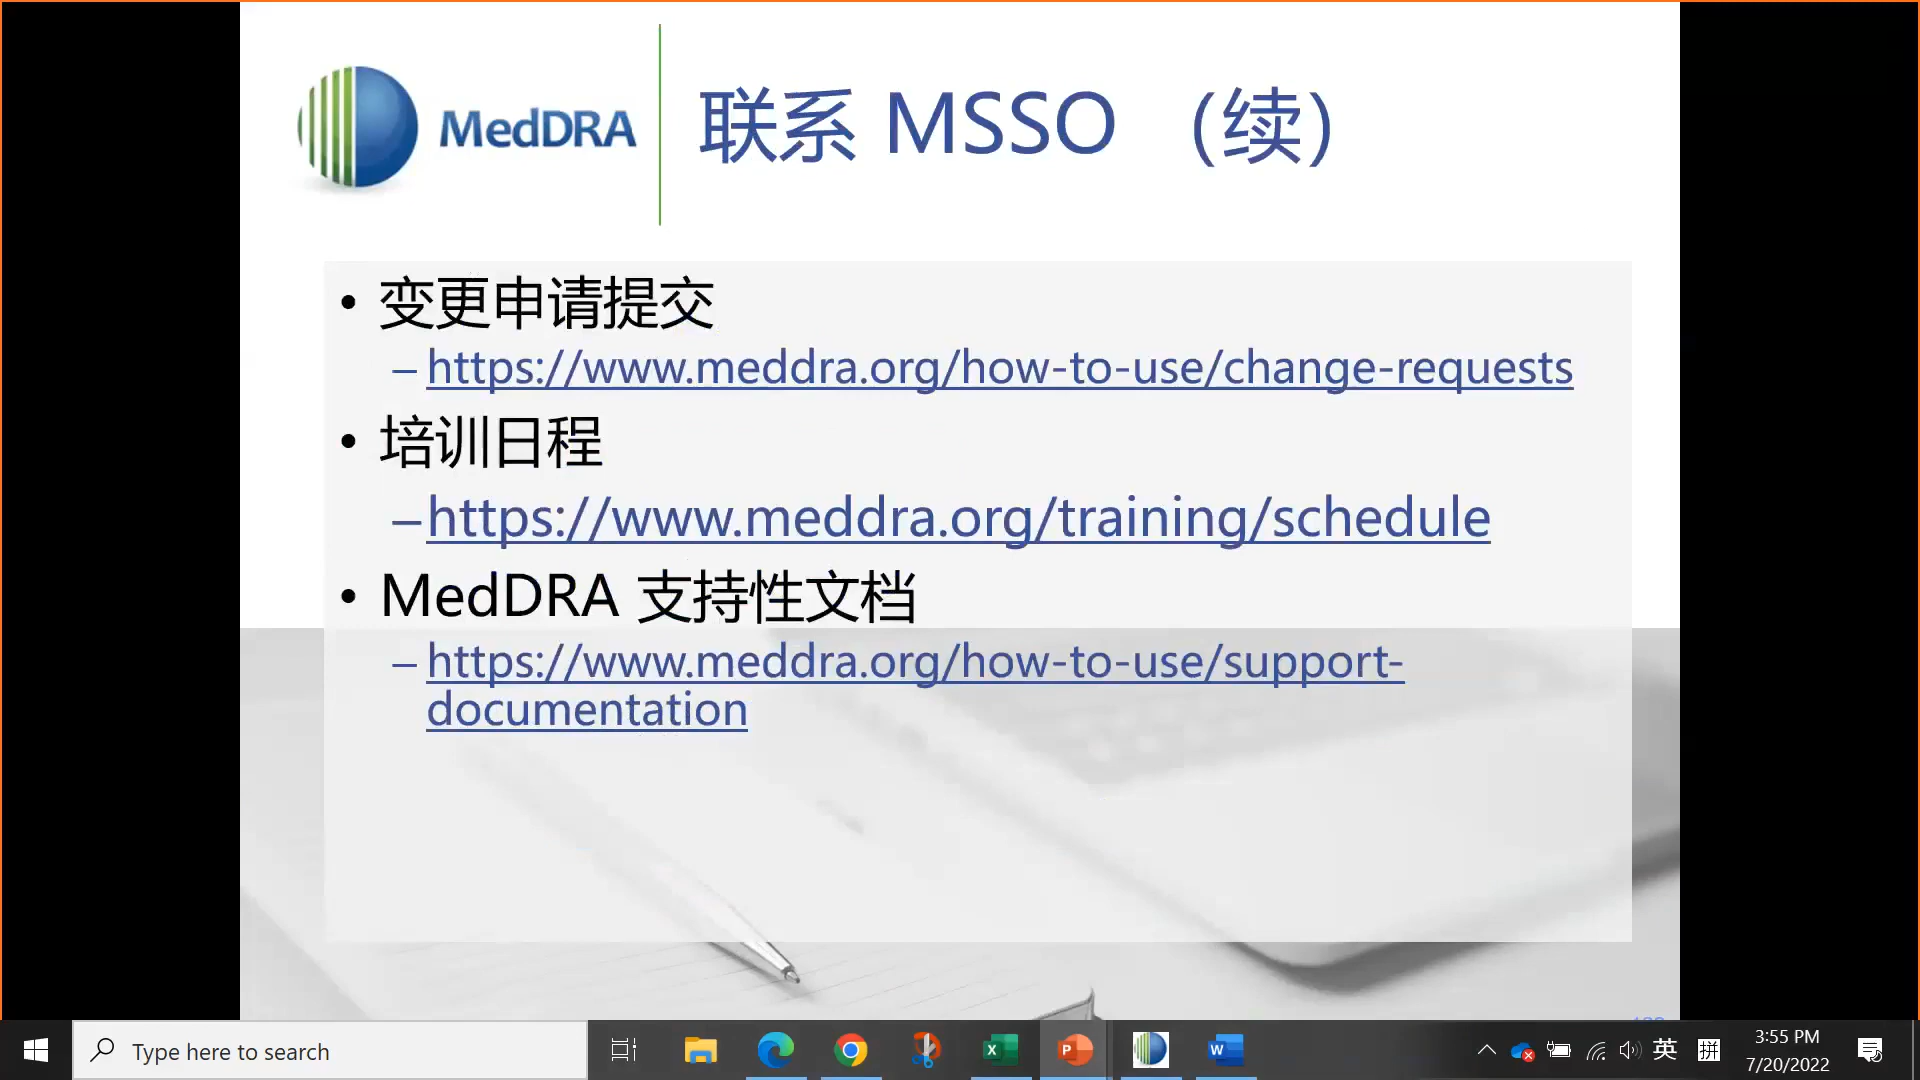 MedDRA
联系 MSSO （续）
• 变更申请提交
– https://www.meddra.org/how-to-use/change-requests
• 培训日程
–https://www.meddra.org/training/schedule
• MedDRA 支持性文档
– https://www.meddra.org/how-to-use/support-
documentation
Type here to search
英 拼
3:55 PM
7/20/2022